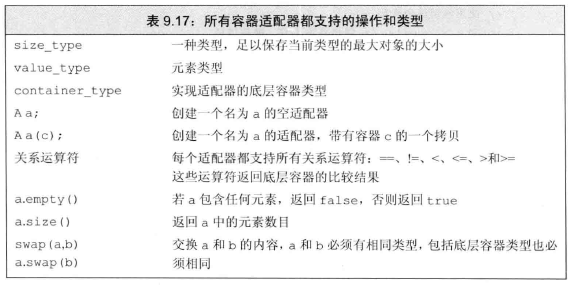 表 9.17：所有容器适配器都支持的操作和类型
size_type 一种类型，足以保存当前类型的最大对象的大小
value_type 元素类型
container_type 实现适配器的底层容器类型
A a; 创建一个名为 a 的空适配器
A a(c); 创建一个名为 a 的适配器，带有容器 c 的一个拷贝
关系运算符 每个适配器都支持所有关系运算符：==、!=、<、<=、>和>=
这些运算符返回底层容器的比较结果
a.empty() 若 a 包含任何元素，返回 false，否则返回 true
a.size() 返回 a 中的元素数目
swap(a,b) 交换 a 和 b 的内容，a 和 b 必须有相同类型，包括底层容器类型也必
a.swap(b) 须相同